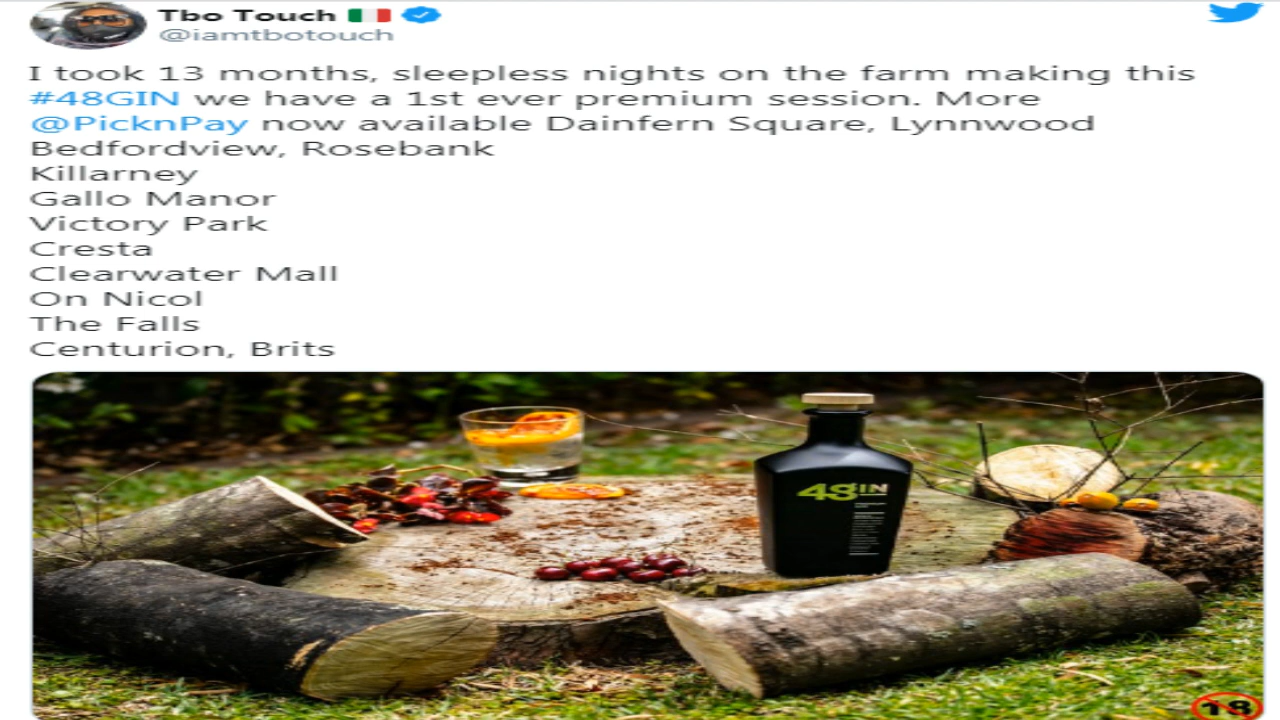 Tbo Touch
@iamtbotouch
I took 13 months, sleepless nights on the farm making this
#48GIN we have a 1st ever premium session. More
@PicknPay now available Dainfern Square, Lynnwood
Bedfordview, Rosebank
Killarney
Gallo Manor
Victory Park
Cresta
Clearwater Mall
On Nicol
The Falls
Centurion, Brits
48GIN
18